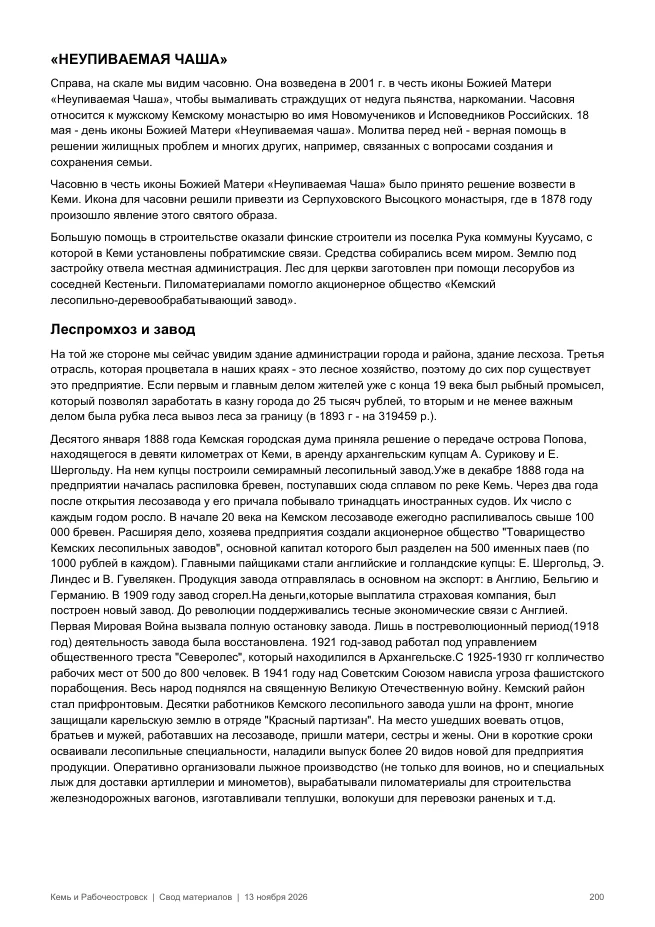 «НЕУПИВАЕМАЯ ЧАША»
Справа, на скале мы видим часовню. Она возведена в 2001 г. в честь иконы Божией Матери
«Неупиваемая Чаша», чтобы вымаливать страждущих от недуга пьянства, наркомании. Часовня
относится к мужскому Кемскому монастырю во имя Новомучеников и Исповедников Российских. 18
мая - день иконы Божией Матери «Неупиваемая чаша». Молитва перед ней - верная помощь в
решении жилищных проблем и многих других, например, связанных с вопросами создания и
сохранения семьи.
Часовню в честь иконы Божией Матери «Неупиваемая Чаша» было принято решение возвести в
Кеми. Икона для часовни решили привезти из Серпуховского Высоцкого монастыря, где в 1878 году
произошло явление этого святого образа.
Большую помощь в строительстве оказали финские строители из поселка Рука коммуны Куусамо, с
которой в Кеми установлены побратимские связи. Средства собирались всем миром. Землю под
застройку отвела местная администрация. Лес для церкви заготовлен при помощи лесорубов из
соседней Кестеньги. Пиломатериалами помогло акционерное общество «Кемский
лесопильно-деревообрабатывающий завод».
Леспромхоз и завод
На той же стороне мы сейчас увидим здание администрации города и района, здание лесхоза. Третья
отрасль, которая процветала в наших краях - это лесное хозяйство, поэтому до сих пор существует
это предприятие. Если первым и главным делом жителей уже с конца 19 века был рыбный промысел,
который позволял заработать в казну города до 25 тысяч рублей, то вторым и не менее важным
делом была рубка леса вывоз леса за границу (в 1893 г - на 319459 р.).
Десятого января 1888 года Кемская городская дума приняла решение о передаче острова Попова,
находящегося в девяти километрах от Кеми, в аренду архангельским купцам А. Сурикову и Е.
Шергольду. На нем купцы построили семирамный лесопильный завод.Уже в декабре 1888 года на
предприятии началась распиловка бревен, поступавших сюда сплавом по реке Кемь. Через два года
после открытия лесозавода у его причала побывало тринадцать иностранных судов. Их число с
каждым годом росло. В начале 20 века на Кемском лесозаводе ежегодно распиливалось свыше 100
000 бревен. Расширяя дело, хозяева предприятия создали акционерное общество "Товарищество
Кемских лесопильных заводов", основной капитал которого был разделен на 500 именных паев (по
1000 рублей в каждом). Главными пайщиками стали английские и голландские купцы: Е. Шергольд, Э.
Линдес и В. Гувелякен. Продукция завода отправлялась в основном на экспорт: в Англию, Бельгию и
Германию. В 1909 году завод сгорел.На деньги,которые выплатила страховая компания, был
построен новый завод. До революции поддерживались тесные экономические связи с Англией.
Первая Мировая Война вызвала полную остановку завода. Лишь в постреволюционный период(1918
год) деятельность завода была восстановлена. 1921 год-завод работал под управлением
общественного треста "Северолес", который находился в Архангельске.С 1925-1930 гг колличество
рабочих мест от 500 до 800 человек. В 1941 году над Советским Союзом нависла угроза фашистского
порабощения. Весь народ поднялся на священную Великую Отечественную войну. Кемский район
стал прифронтовым. Десятки работников Кемского лесопильного завода ушли на фронт, многие
защищали карельскую землю в отряде "Красный партизан". На место ушедших воевать отцов,
братьев и мужей, работавших на лесозаводе, пришли матери, сестры и жены. Они в короткие сроки
осваивали лесопильные специальности, наладили выпуск более 20 видов новой для предприятия
продукции. Оперативно организовали лыжное производство (не только для воинов, но и специальных
лыж для доставки артиллерии и минометов), вырабатывали пиломатериалы для строительства
железнодорожных вагонов, изготавливали теплушки, волокуши для перевозки раненых и т.д.
Кемь и Рабочеостровск | Свод материалов | 13 ноября 2026
200